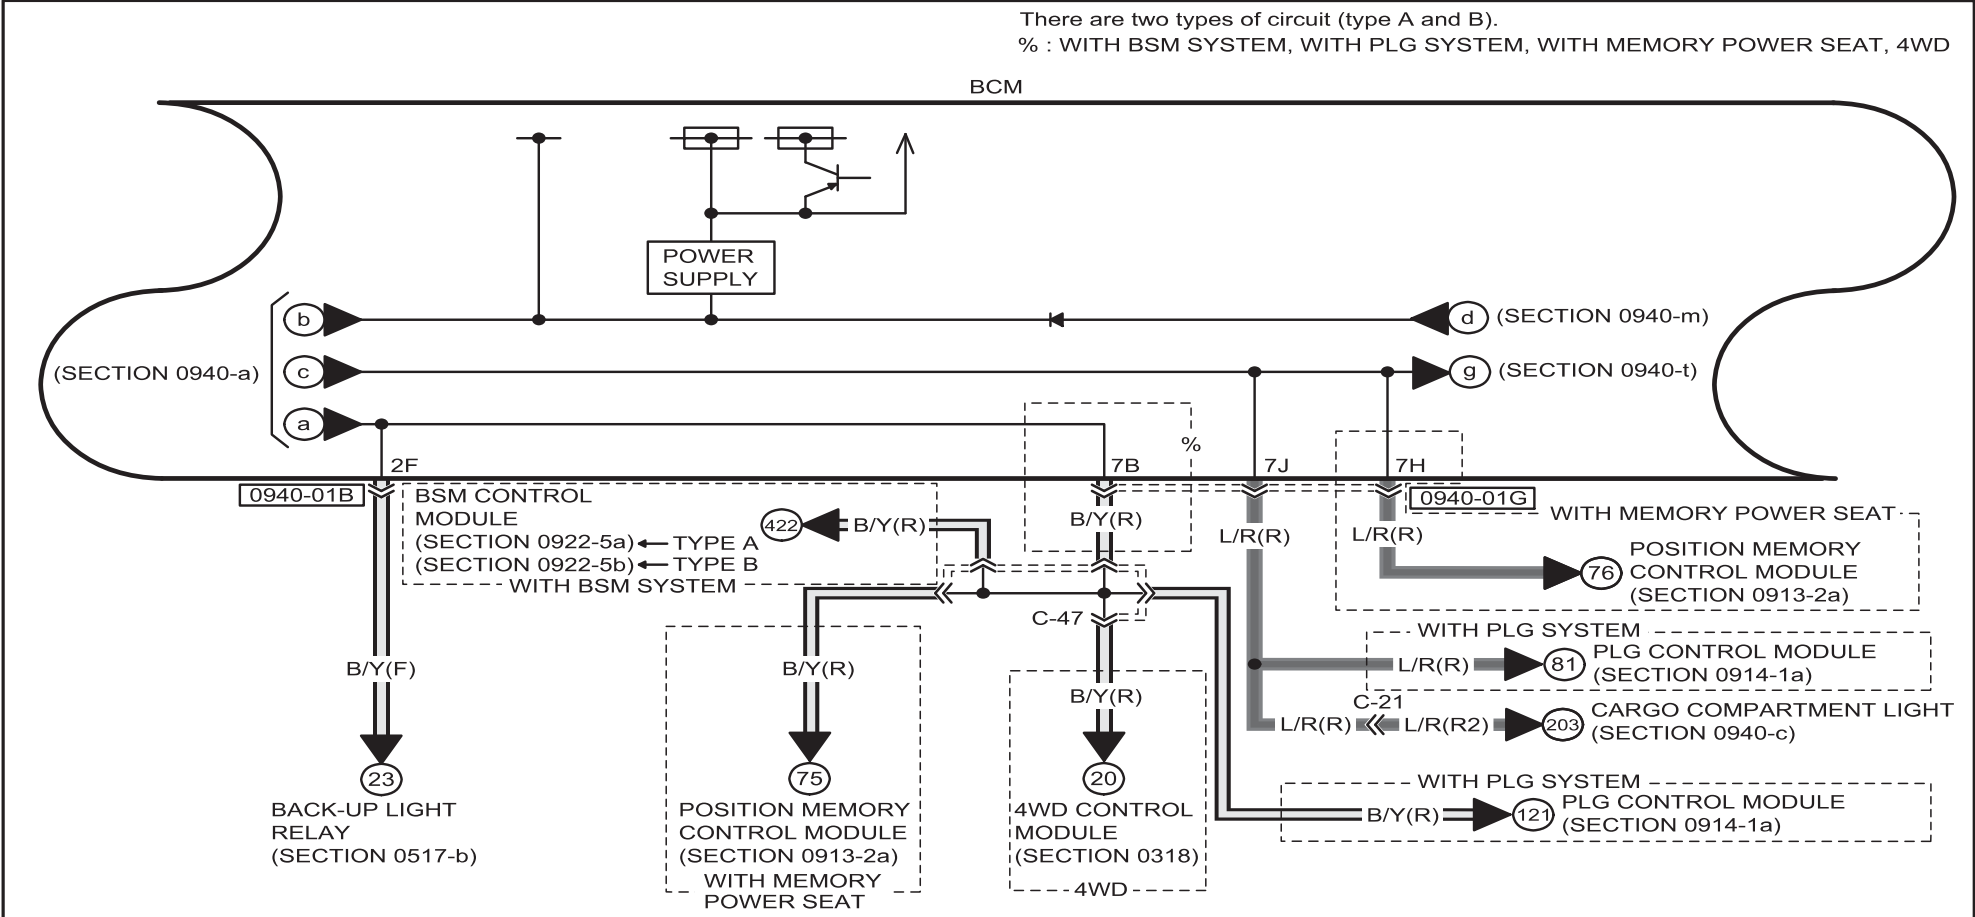 There are two types of circuit (type A and B).
% : WITH BSM SYSTEM, WITH PLG SYSTEM, WITH MEMORY POWER SEAT, 4WD
BCM
POWER
SUPPLY
b
d
(SECTION 0940-m)
(SECTION 0940-a)
c
g
(SECTION 0940-t)
a
%
2F
7B
7J
7H
0940-01B
0940-01G
BSM CONTROL
MODULE
(SECTION 0922-5a)
TYPE A
(SECTION 0922-5b)
TYPE B
WITH BSM SYSTEM
422
B/Y(R)
B/Y(R)
L/R(R)
L/R(R)
WITH MEMORY POWER SEAT
76
POSITION MEMORY
CONTROL MODULE
(SECTION 0913-2a)
C-47
WITH PLG SYSTEM
L/R(R)
81
PLG CONTROL MODULE
(SECTION 0914-1a)
B/Y(F)
B/Y(R)
B/Y(R)
C-21
L/R(R)
L/R(R2)
203
CARGO COMPARTMENT LIGHT
(SECTION 0940-c)
23
BACK-UP LIGHT
RELAY
(SECTION 0517-b)
75
POSITION MEMORY
CONTROL MODULE
(SECTION 0913-2a)
WITH MEMORY
POWER SEAT
20
4WD CONTROL
MODULE
(SECTION 0318)
4WD
WITH PLG SYSTEM
B/Y(R)
121
PLG CONTROL MODULE
(SECTION 0914-1a)